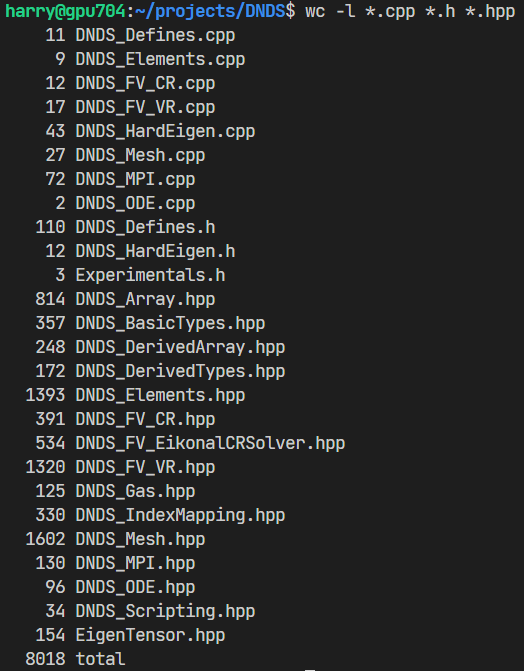 harry@gpu704:~/projects/DNDS$ wc -l *.cpp *.h *.hpp
11 DNDS_Defines.cpp
9 DNDS_Elements.cpp
12 DNDS_FV_CR.cpp
17 DNDS_FV_VR.cpp
43 DNDS_HardEigen.cpp
27 DNDS_Mesh.cpp
72 DNDS_MPI.cpp
2 DNDS_ODE.cpp
110 DNDS_Defines.h
12 DNDS_HardEigen.h
3 Experimentals.h
814 DNDS_Array.hpp
357 DNDS_BasicTypes.hpp
248 DNDS_DerivedArray.hpp
172 DNDS_DerivedTypes.hpp
1393 DNDS_Elements.hpp
391 DNDS_FV_CR.hpp
534 DNDS_FV_EikonalCRSolver.hpp
1320 DNDS_FV_VR.hpp
125 DNDS_Gas.hpp
330 DNDS_IndexMapping.hpp
1602 DNDS_Mesh.hpp
130 DNDS_MPI.hpp
96 DNDS_ODE.hpp
34 DNDS_Scripting.hpp
154 EigenTensor.hpp
8018 total